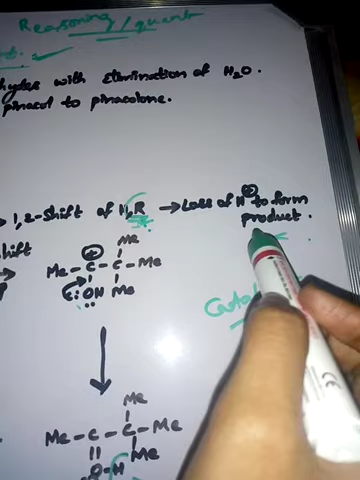 Reasoning / quant
hydes with Elimination of H₂O.
pinacol to pinacolone.
1,2-shift of H,R → Loss of H⊕ to form
product.
shift
Me
⊕
Me-C-C-Me
:OH Me
Me
Me-C-C-Me
Me
O-H